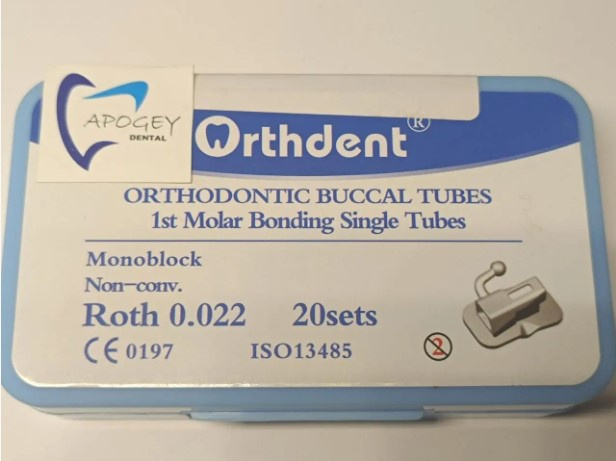 APOGEY
DENTAL
Orthdent®
ORTHODONTIC BUCCAL TUBES
1st Molar Bonding Single Tubes
Monoblock
Non-conv.
Roth 0.022 20sets
CE 0197 ISO13485 2